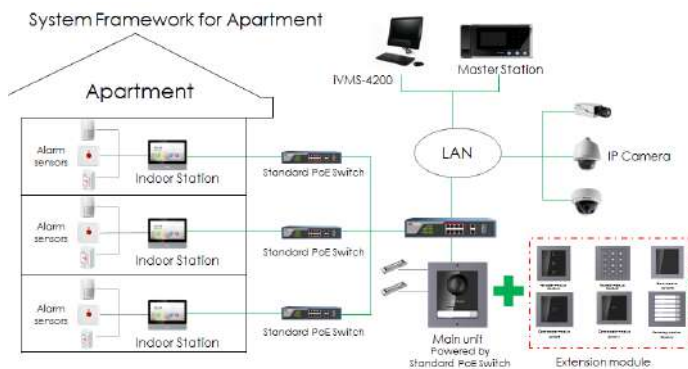 System Framework for Apartment
Apartment
iVMS-4200
Master Station
Alarm
sensors
Indoor Station
Standard PoE Switch
LAN
IP Camera
Alarm
sensors
Indoor Station
Standard PoE Switch
Alarm
sensors
Indoor Station
Standard PoE Switch
Main unit
Powered by
Standard PoE Switch
Extension module